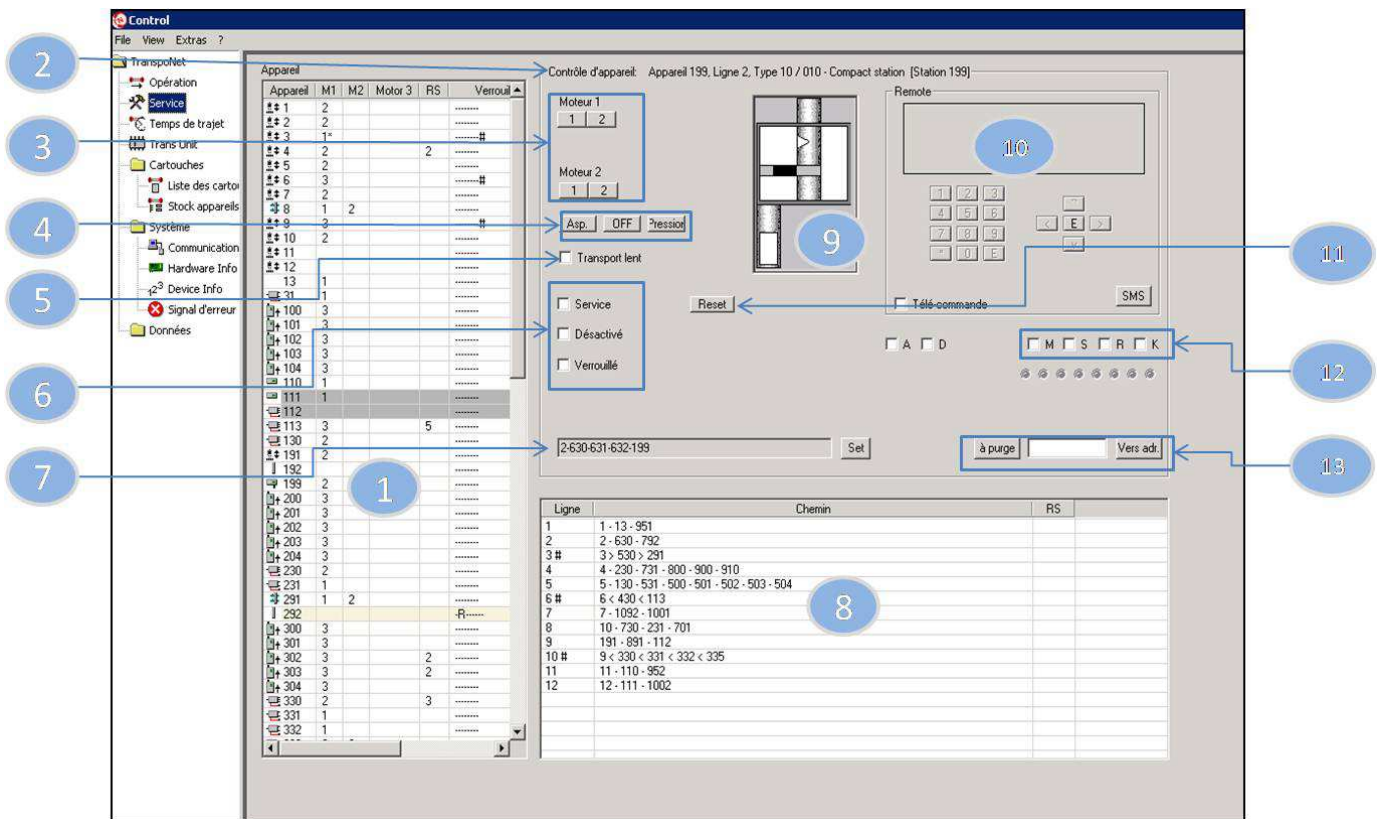 Control
File View Extras ?
TranspoNet
Opération
Service
Temps de trajet
Trans Unit
Cartouches
Liste des carto
Stock appareils
Système
Communication
Hardware Info
Device Info
Signal d'erreur
Données
Appareil
Appareil M1 M2 Motor 3 RS Verrouil
1 2 --------
2 2 --------
3 1* -------#
4 2 2 --------
5 2 --------
6 3 -------#
7 2 --------
8 1 2 --------
9 3 -------#
10 2 --------
11 --------
12 --------
13 1 --------
31 1 --------
100 3 --------
101 3 --------
102 3 --------
103 3 --------
104 3 --------
110 1 --------
111 1 --------
112 --------
113 3 5 --------
130 2 --------
191 2 --------
192 --------
199 2 --------
200 3 --------
201 3 --------
202 3 --------
203 3 --------
204 3 --------
230 2 --------
231 1 --------
291 1 2 --------
292 -R------
300 3 --------
301 3 --------
302 3 2 --------
303 3 2 --------
304 3 --------
330 2 3 --------
331 1 --------
332 1 --------
Contrôle d'appareil: Appareil 199, Ligne 2, Type 10 / 010 - Compact station [Station 199]
Moteur 1
1 2
Moteur 2
1 2
Asp. OFF Pression
Transport lent
Service
Désactivé
Verrouillé
Reset
Remote
1 2 3
4 5 6
7 8 9
* 0 E
^
< E >
v
Télé-commande
SMS
A D
M S R K
2-630-631-632-199
Set
à purge
Vers adr.
Ligne Chemin RS
1 1 - 13 - 951
2 2 - 630 - 792
3 # 3 > 530 > 291
4 4 - 230 - 731 - 800 - 900 - 910
5 5 - 130 - 531 - 500 - 501 - 502 - 503 - 504
6 # 6 < 430 < 113
7 7 - 1092 - 1001
8 10 - 730 - 231 - 701
9 191 - 891 - 112
10 # 9 < 330 < 331 < 332 < 335
11 11 - 110 - 952
12 12 - 111 - 1002
1
2
3
4
5
6
7
8
9
10
11
12
13